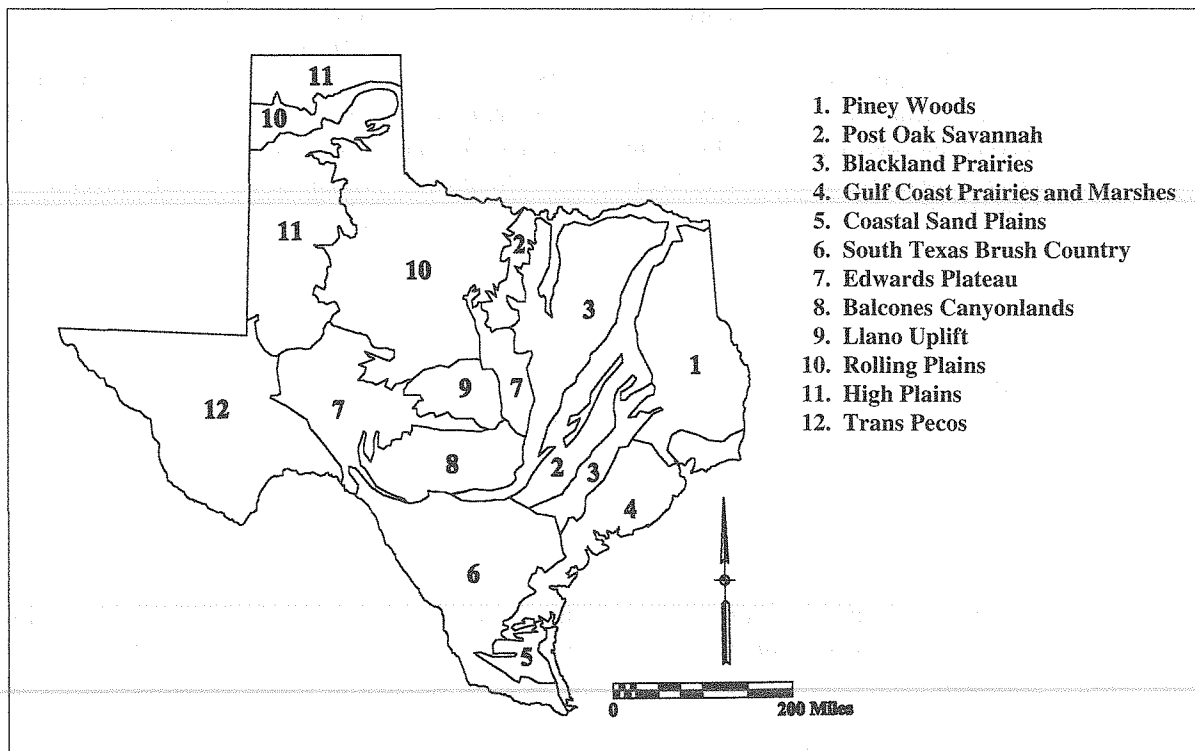 11
10
11
10
2
3
1
12
7
9
7
8
2
3
4
6
5
1. Piney Woods
2. Post Oak Savannah
3. Blackland Prairies
4. Gulf Coast Prairies and Marshes
5. Coastal Sand Plains
6. South Texas Brush Country
7. Edwards Plateau
8. Balcones Canyonlands
9. Llano Uplift
10. Rolling Plains
11. High Plains
12. Trans Pecos
0 200 Miles